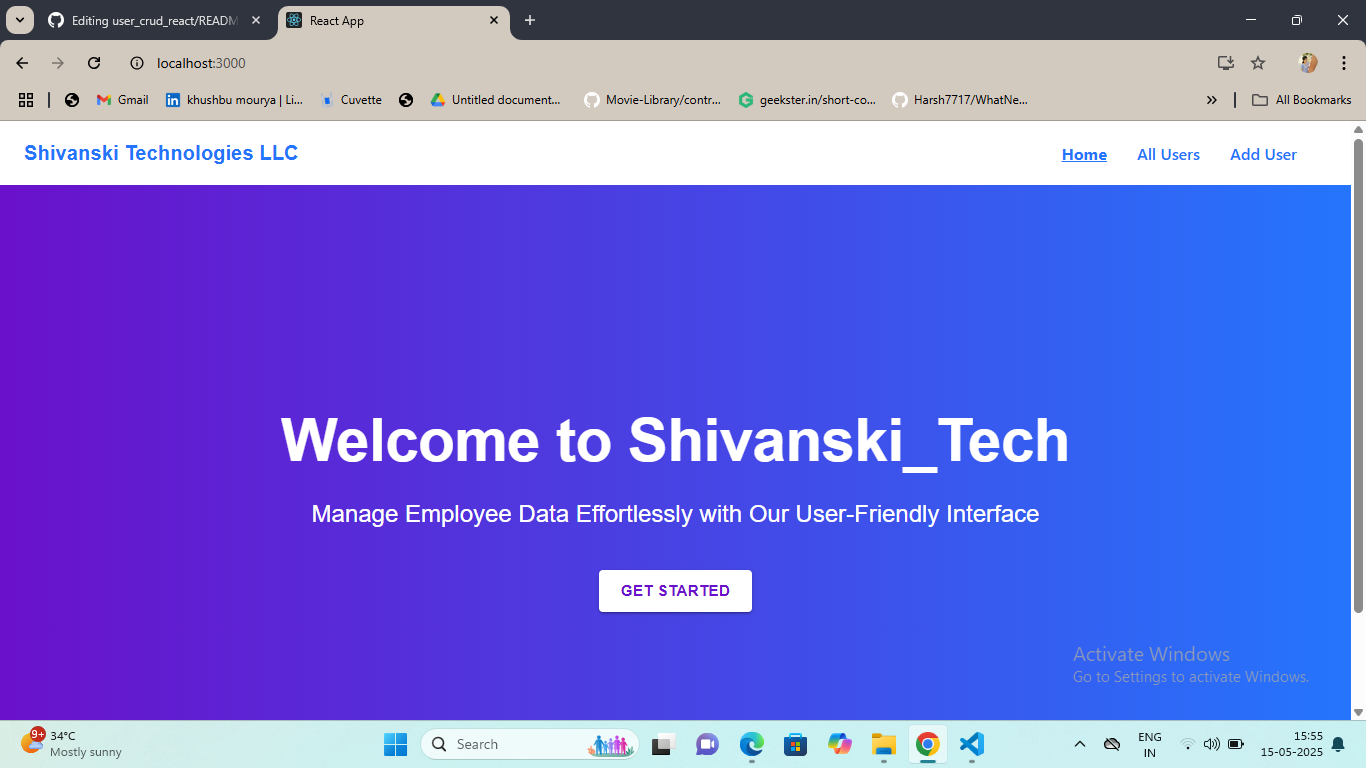 Editing user_crud_react/READM
React App
localhost:3000
Gmail
khushbu mourya | Li...
Cuvette
Untitled document...
Movie-Library/contr...
geekster.in/short-co...
Harsh7717/WhatNe...
All Bookmarks
Shivanski Technologies LLC
Home
All Users
Add User
Welcome to Shivanski_Tech
Manage Employee Data Effortlessly with Our User-Friendly Interface
GET STARTED
Activate Windows
Go to Settings to activate Windows.
9+
34°C
Mostly sunny
Search
ENG
IN
15:55
15-05-2025